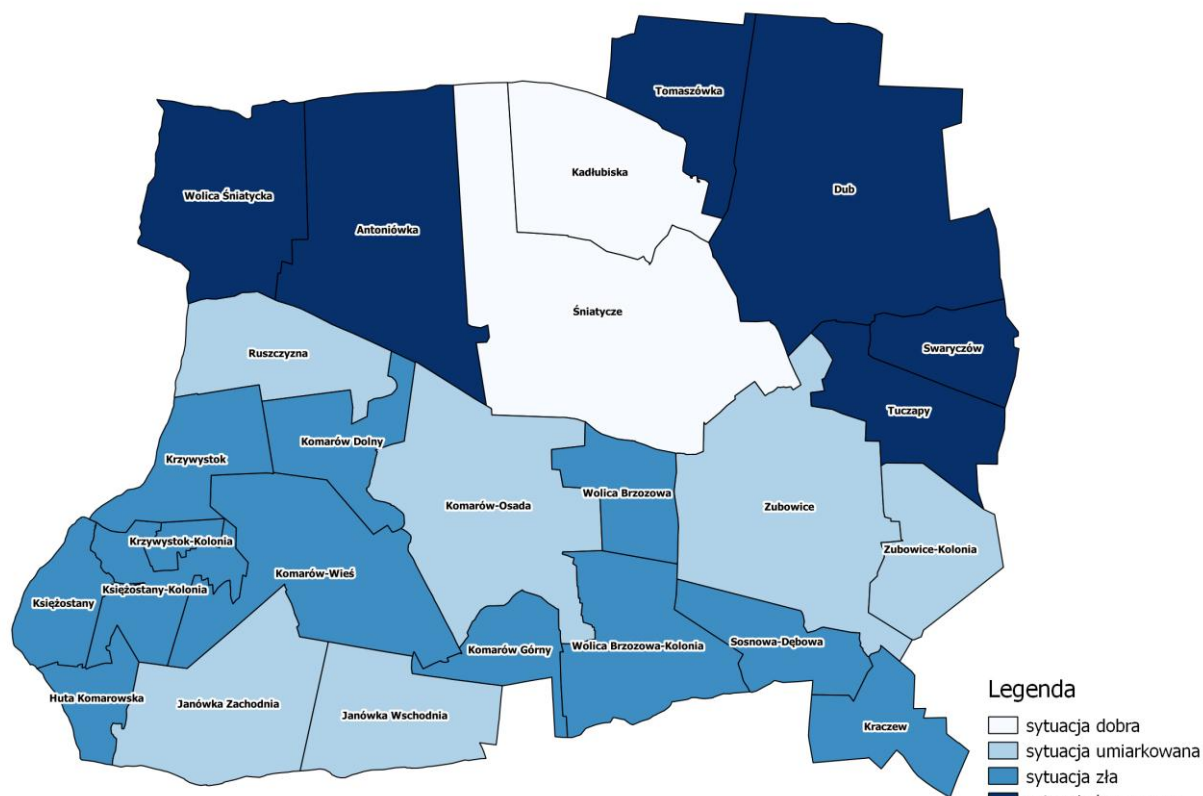 Tomaszówka
Kadłubiska
Dub
Wolica Śniatycka
Antoniówka
Śniatycze
Ruszczyzna
Swaryczów
Tuczapy
Komarów Dolny
Krzywystok
Wolica Brzozowa
Komarów-Osada
Zubowice
Krzywystok-Kolonia
Zubowice-Kolonia
Komarów-Wieś
Księżostany-Kolonia
Księżostany
Sosnowa-Dębowa
Komarów Górny
Wolica Brzozowa-Kolonia
Huta Komarowska
Janówka Zachodnia
Janówka Wschodnia
Kraczew
Legenda
sytuacja dobra
sytuacja umiarkowana
sytuacja zła